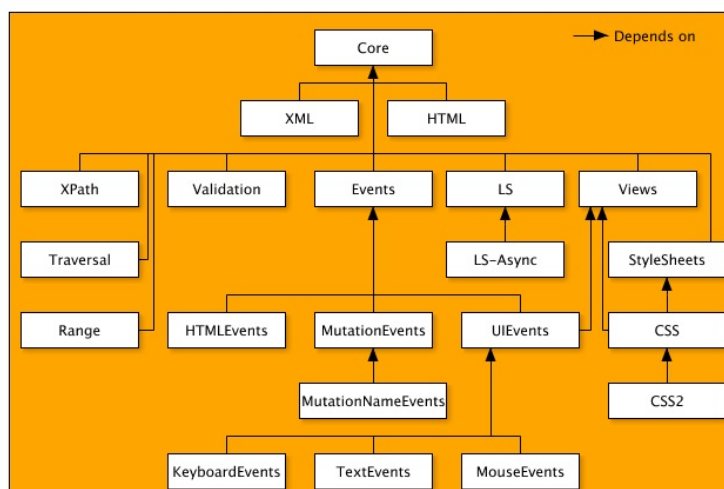 Core
Depends on
XML
HTML
XPath
Validation
Events
LS
Views
Traversal
LS-Async
StyleSheets
Range
HTMLEvents
MutationEvents
UIEvents
CSS
MutationNameEvents
CSS2
KeyboardEvents
TextEvents
MouseEvents